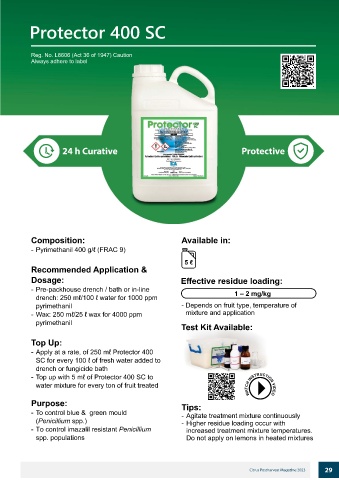 Protector 400 SC
Reg. No. L8606 (Act 36 of 1947) Caution
Always adhere to label
24 h Curative
Protective
Protector
Composition:
- Pyrimethanil 400 g/ℓ (FRAC 9)
Recommended Application &
Dosage:
- Pre-packhouse drench / bath or in-line
drench: 250 mℓ/100 ℓ water for 1000 ppm
pyrimethanil
- Wax: 250 mℓ/25 ℓ wax for 4000 ppm
pyrimethanil
Top Up:
- Apply at a rate, of 250 mℓ Protector 400
SC for every 100 ℓ of fresh water added to
drench or fungicide bath
- Top up with 5 mℓ of Protector 400 SC to
water mixture for every ton of fruit treated
Purpose:
- To control blue & green mould
(Penicillium spp.)
- To control imazalil resistant Penicillium
spp. populations
Available in:
5 ℓ
Effective residue loading:
1 – 2 mg/kg
- Depends on fruit type, temperature of
mixture and application
Test Kit Available:
WATCH INSTRUCTION VIDEO
Tips:
- Agitate treatment mixture continuously
- Higher residue loading occur with
increased treatment mixture temperatures.
Do not apply on lemons in heated mixtures
Citrus Postharvest Magazine 2022
29